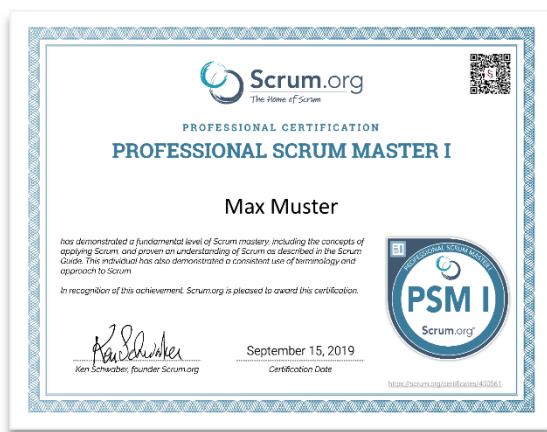 Scrum.org
The Home of Scrum
PROFESSIONAL CERTIFICATION
PROFESSIONAL SCRUM MASTER I
Max Muster
has demonstrated a fundamental level of Scrum mastery, including the concepts of
applying Scrum, and proven an understanding of Scrum as described in the Scrum
Guide. This individual has also demonstrated a consistent use of terminology and
approach to Scrum.
In recognition of this achievement, Scrum.org is pleased to award this certification.
PROFESSIONAL SCRUM MASTER I
PSM I
Scrum.org
Ken Schwaber
Ken Schwaber, founder Scrum.org
September 15, 2019
Certification Date
https://scrum.org/certificates/450561